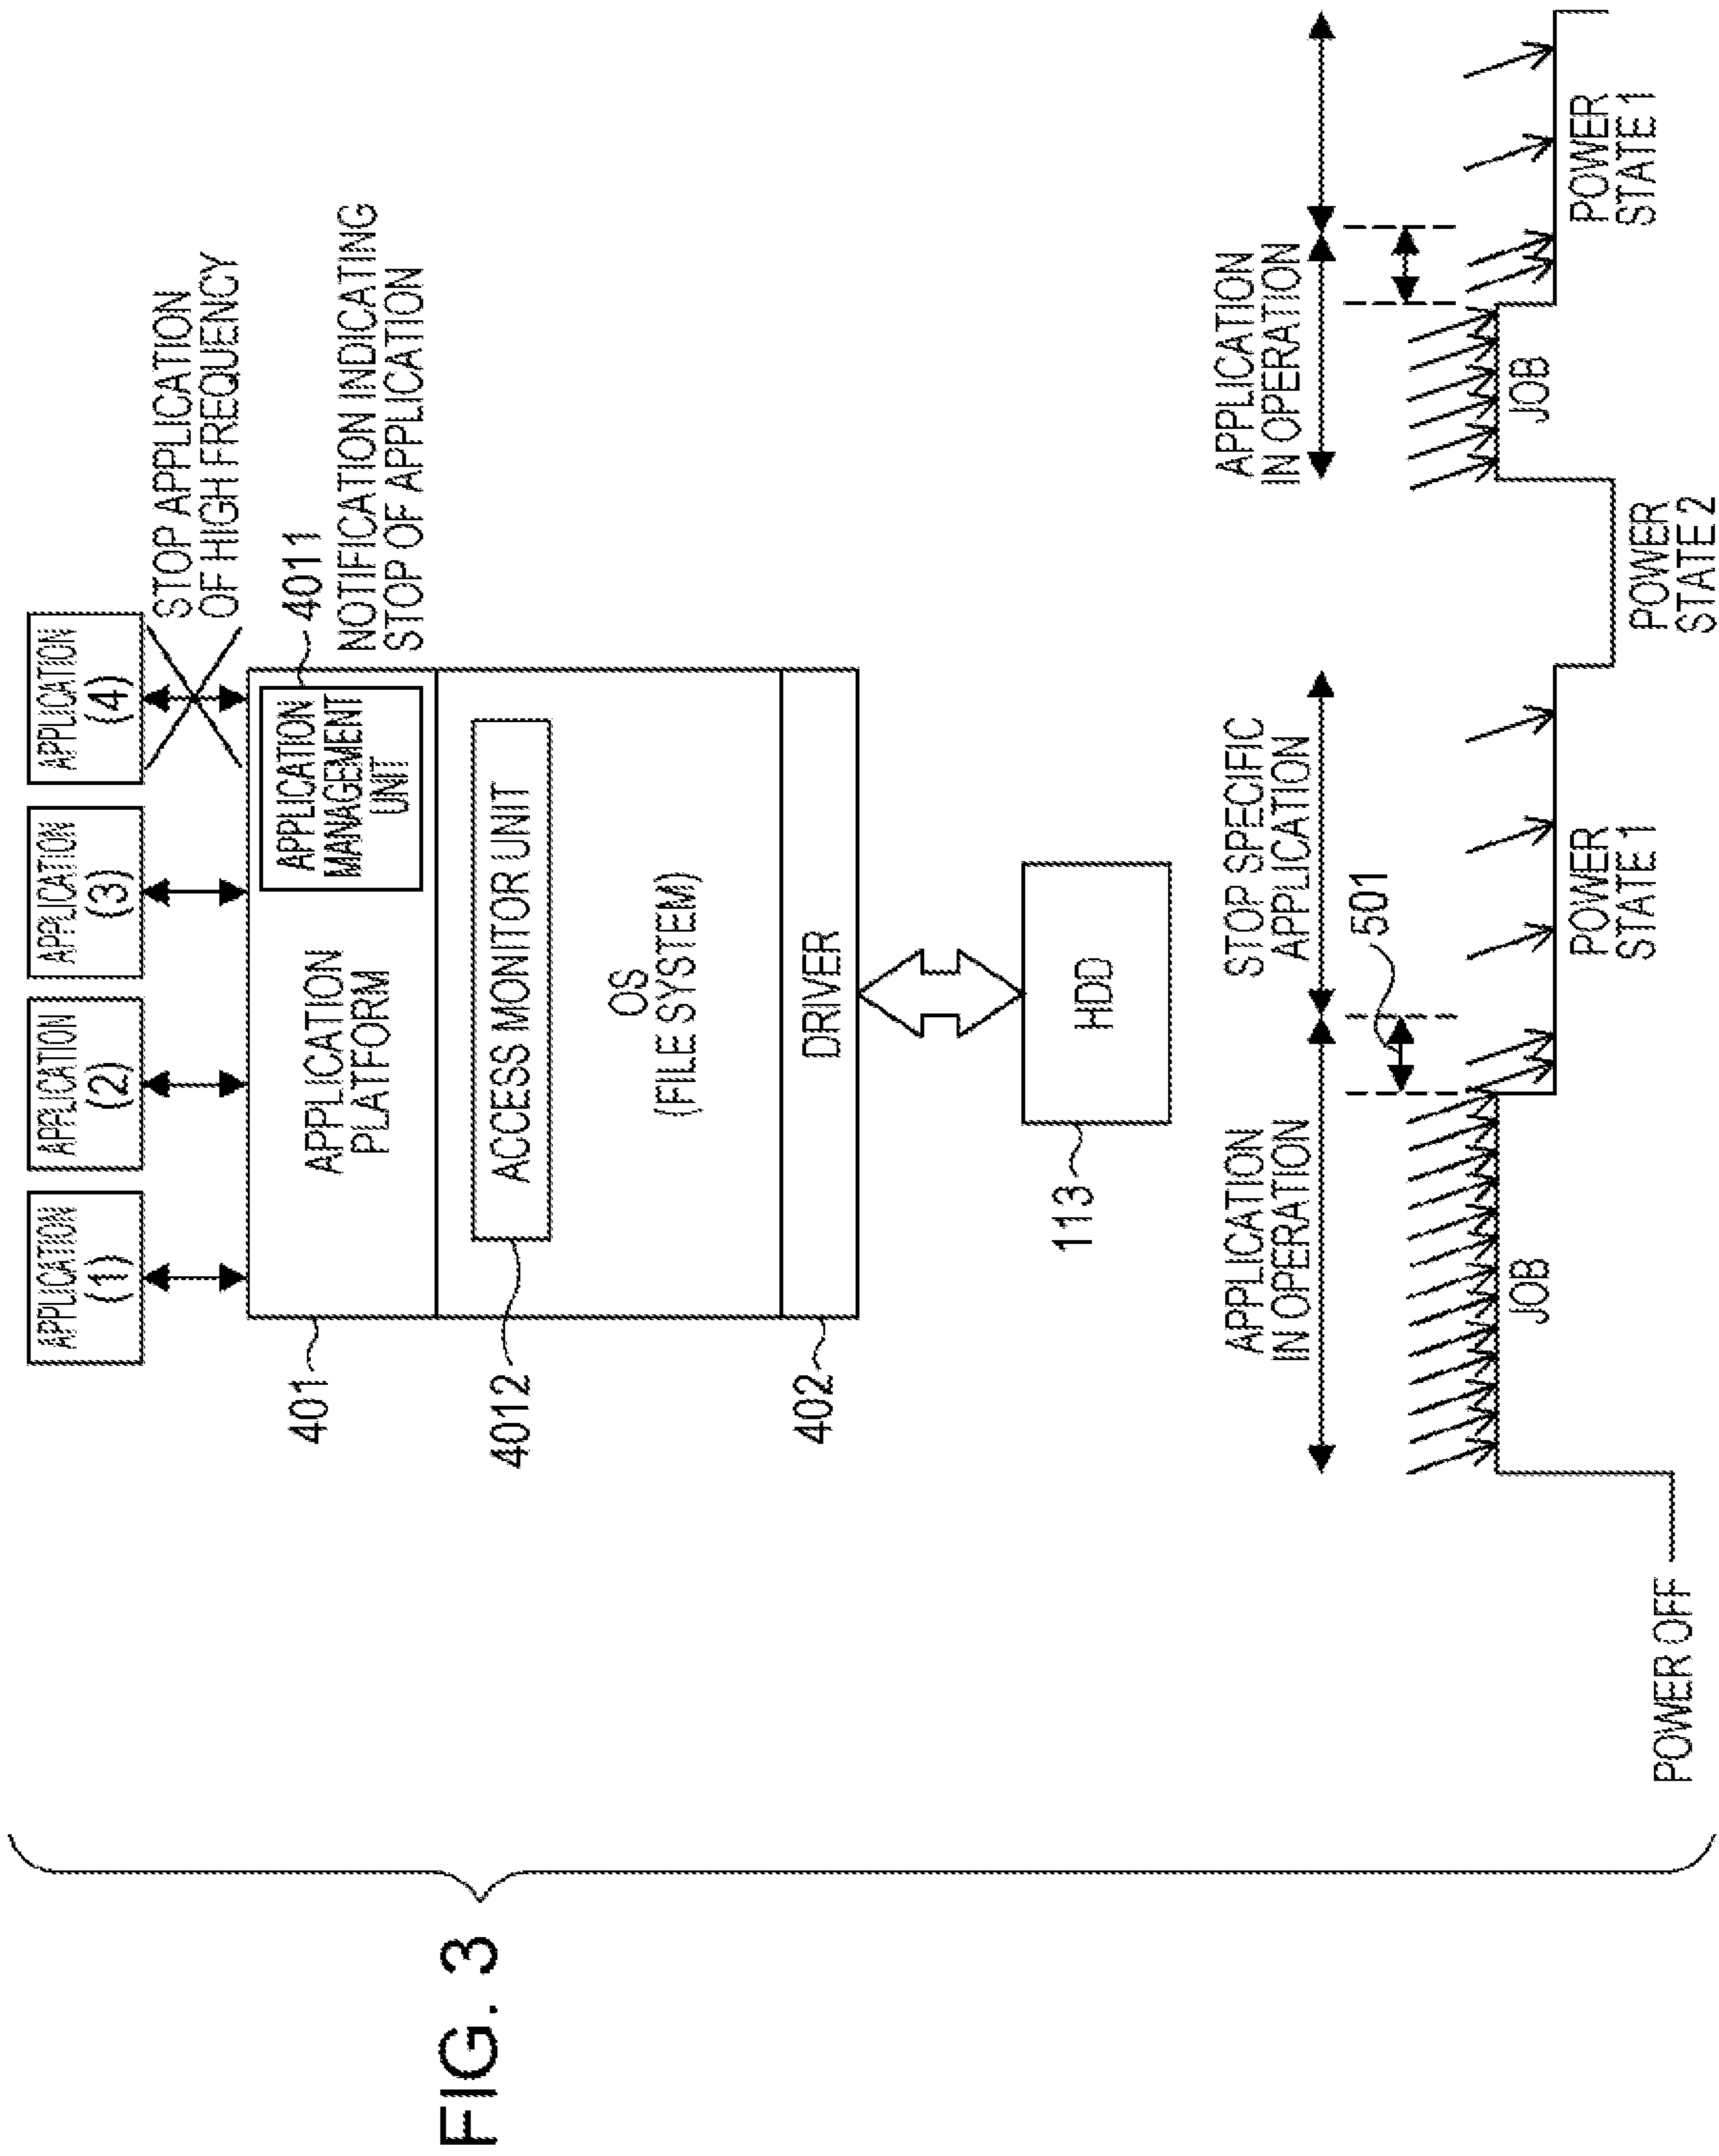 FIG. 3
APPLICATION
(1)
APPLICATION
(2)
APPLICATION
(3)
APPLICATION
(4)
STOP APPLICATION
OF HIGH FREQUENCY
401
APPLICATION
PLATFORM
APPLICATION
MANAGEMENT
UNIT
4011
NOTIFICATION INDICATING
STOP OF APPLICATION
4012
ACCESS MONITOR UNIT
OS
(FILE SYSTEM)
402
DRIVER
113
HDD
APPLICATION
IN OPERATION
STOP SPECIFIC
APPLICATION
APPLICATION
IN OPERATION
501
JOB
POWER
STATE 1
JOB
POWER
STATE 1
POWER
STATE 2
POWER OFF